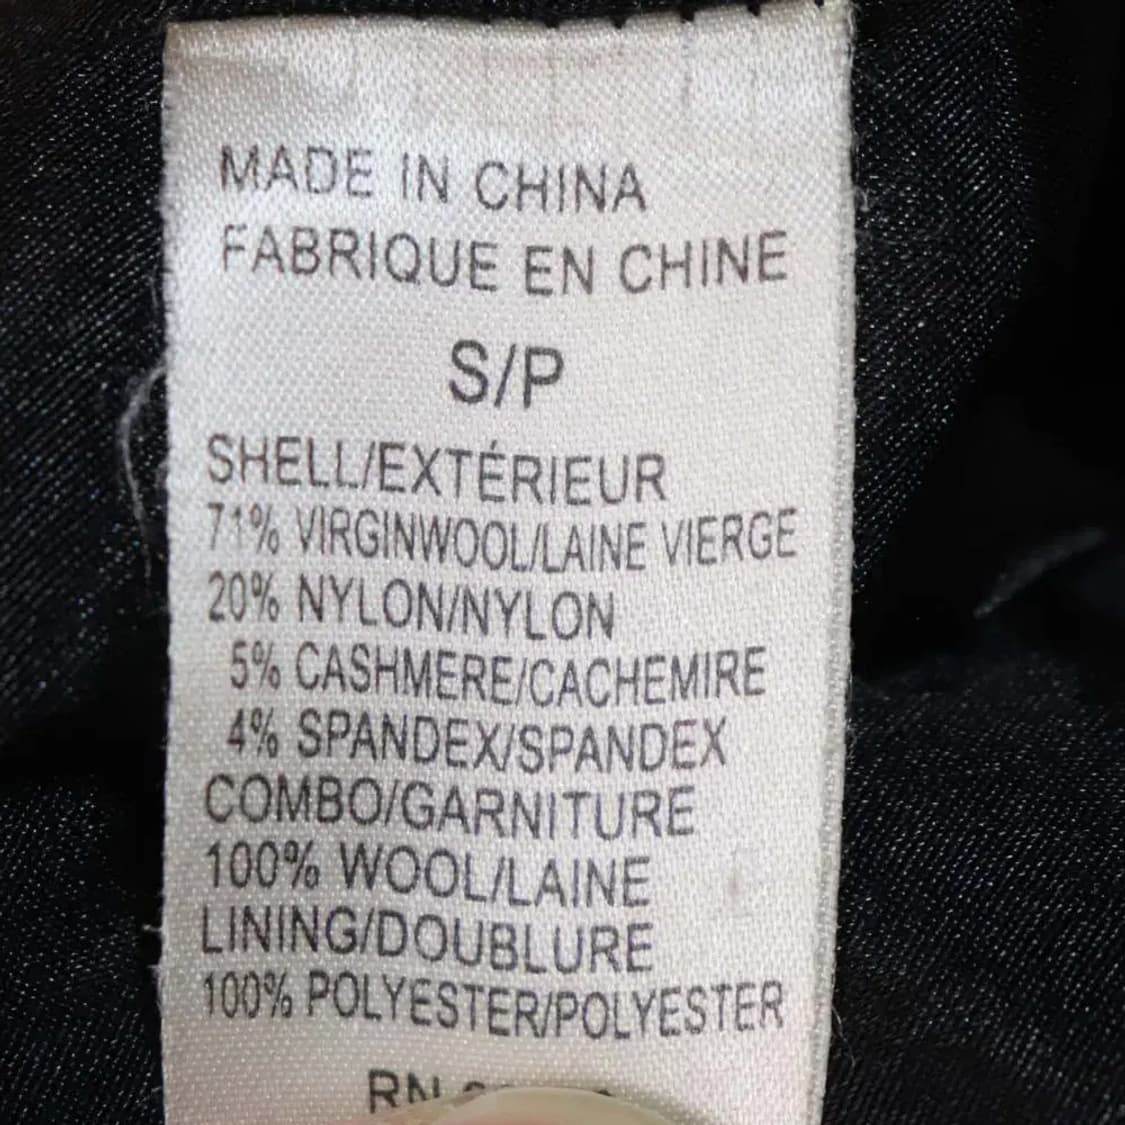 MADE IN CHINA
FABRIQUE EN CHINE
S/P
SHELL/EXTÉRIEUR
71% VIRGINWOOL/LAINE VIERGE
20% NYLON/NYLON
5% CASHMERE/CACHEMIRE
4% SPANDEX/SPANDEX
COMBO/GARNITURE
100% WOOL/LAINE
LINING/DOUBLURE
100% POLYESTER/POLYESTER
RN